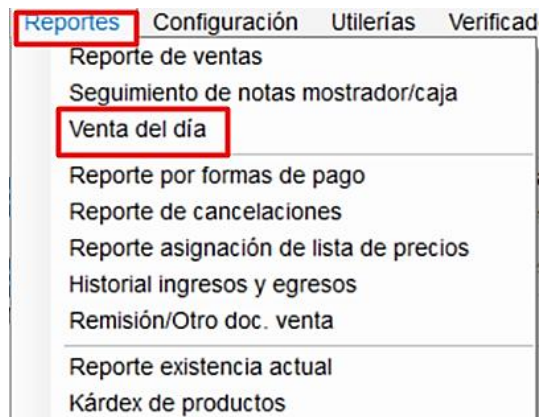 Reportes Configuración Utilerías Verificad
Reporte de ventas
Seguimiento de notas mostrador/caja
Venta del día
Reporte por formas de pago
Reporte de cancelaciones
Reporte asignación de lista de precios
Historial ingresos y egresos
Remisión/Otro doc. venta
Reporte existencia actual
Kárdex de productos